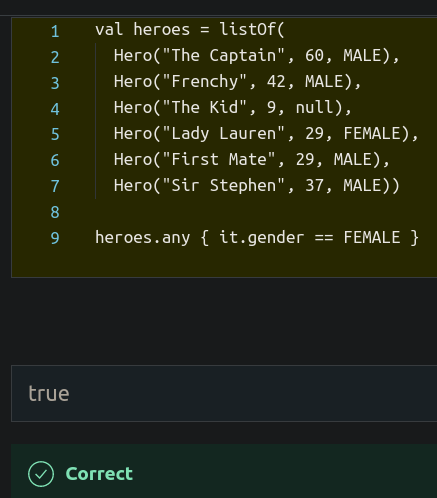 1 val heroes = listOf(
2 Hero("The Captain", 60, MALE),
3 Hero("Frenchy", 42, MALE),
4 Hero("The Kid", 9, null),
5 Hero("Lady Lauren", 29, FEMALE),
6 Hero("First Mate", 29, MALE),
7 Hero("Sir Stephen", 37, MALE))
8
9 heroes.any { it.gender == FEMALE }
true
Correct